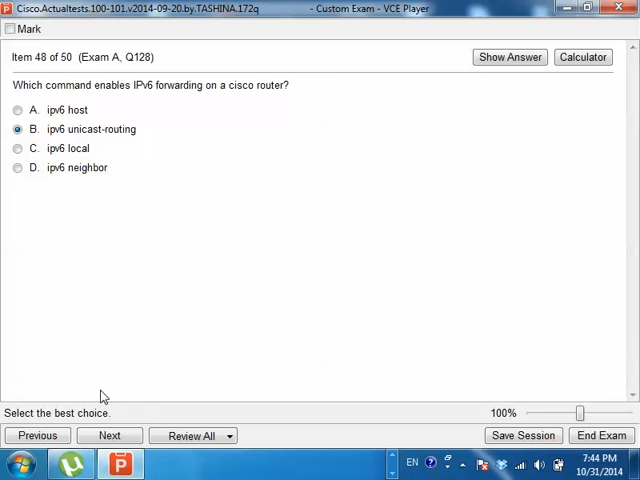 Cisco.Actualtests.100-101.v2014-09-20.by.TASHINA.172q - Custom Exam - VCE Player
Mark
Item 48 of 50 (Exam A, Q128)
Show Answer
Calculator
Which command enables IPv6 forwarding on a cisco router?
A. ipv6 host
B. ipv6 unicast-routing
C. ipv6 local
D. ipv6 neighbor
Select the best choice.
100%
Previous
Next
Review All
Save Session
End Exam
EN
7:44 PM
10/31/2014